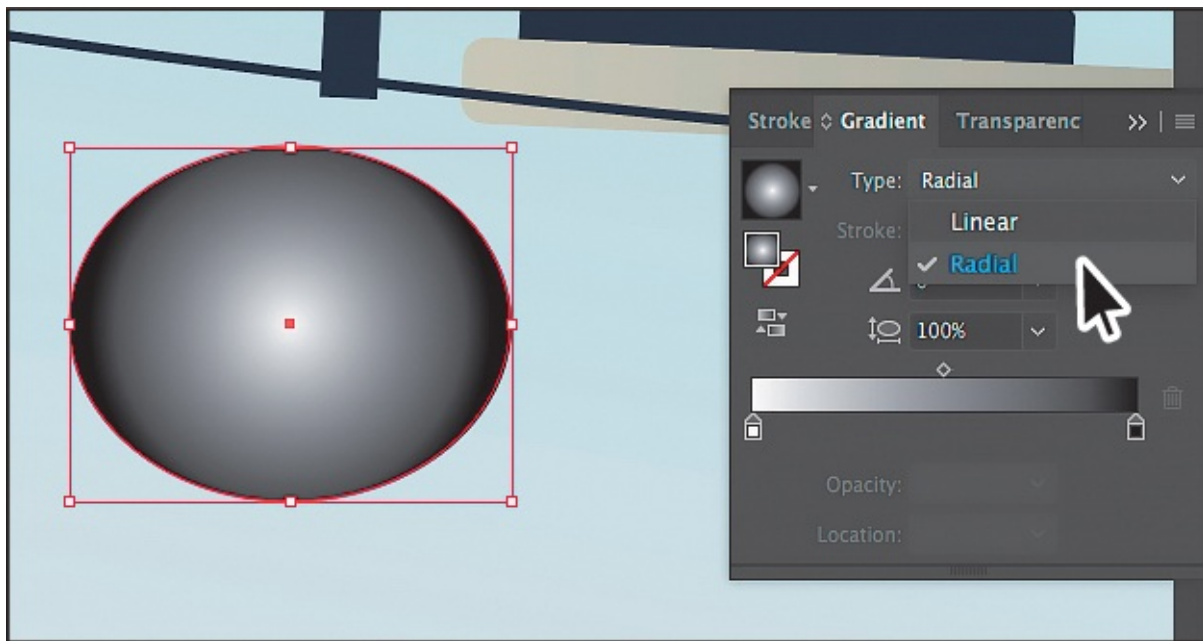 Stroke Gradient Transparenc
Type: Radial
Linear
Stroke:
Radial
100%
Opacity:
Location: